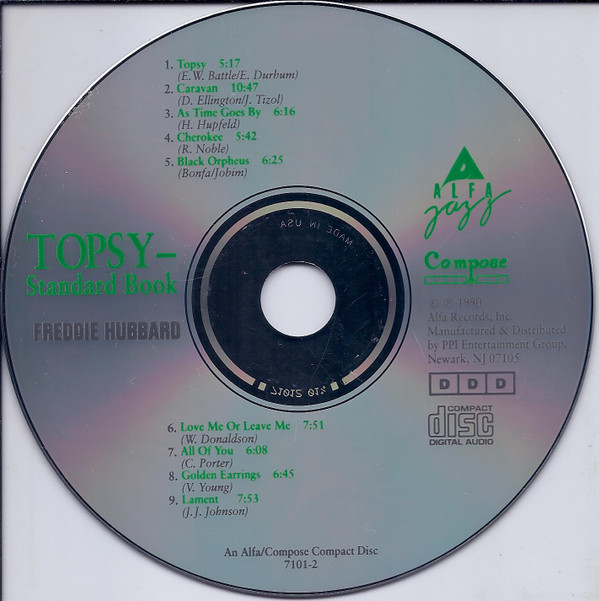 1. Topsy 5:17
(E.W. Battle/E. Durhum)
2. Caravan 10:47
(D. Ellington/J. Tizol)
3. As Time Goes By 6:16
(H. Hupfeld)
4. Cherokee 5:42
(R. Noble)
5. Black Orpheus 6:25
(Bonfa/Jobim)
ALFA
jazz
TOPSY–
Standard Book
FREDDIE HUBBARD
Compose
MADE IN USA
© ℗ 1990
Alfa Records, Inc.
Manufactured & Distributed
by PPI Entertainment Group,
Newark, NJ 07105
DDD
COMPACT
disc
DIGITAL AUDIO
6. Love Me Or Leave Me 7:51
(W. Donaldson)
7. All Of You 6:08
(C. Porter)
8. Golden Earrings 6:45
(V. Young)
9. Lament 7:53
(J.J. Johnson)
An Alfa/Compose Compact Disc
7101-2